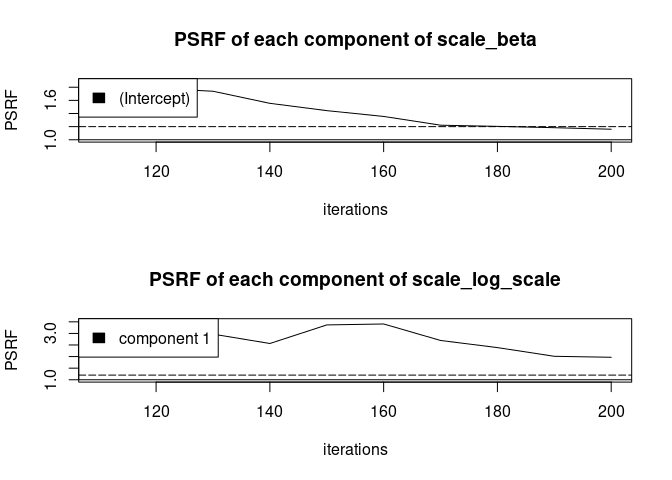 PSRF of each component of scale_beta
PSRF
1.0 1.6
(Intercept)
120 140 160 180 200
iterations
PSRF of each component of scale_log_scale
PSRF
1.0 3.0
component 1
120 140 160 180 200
iterations